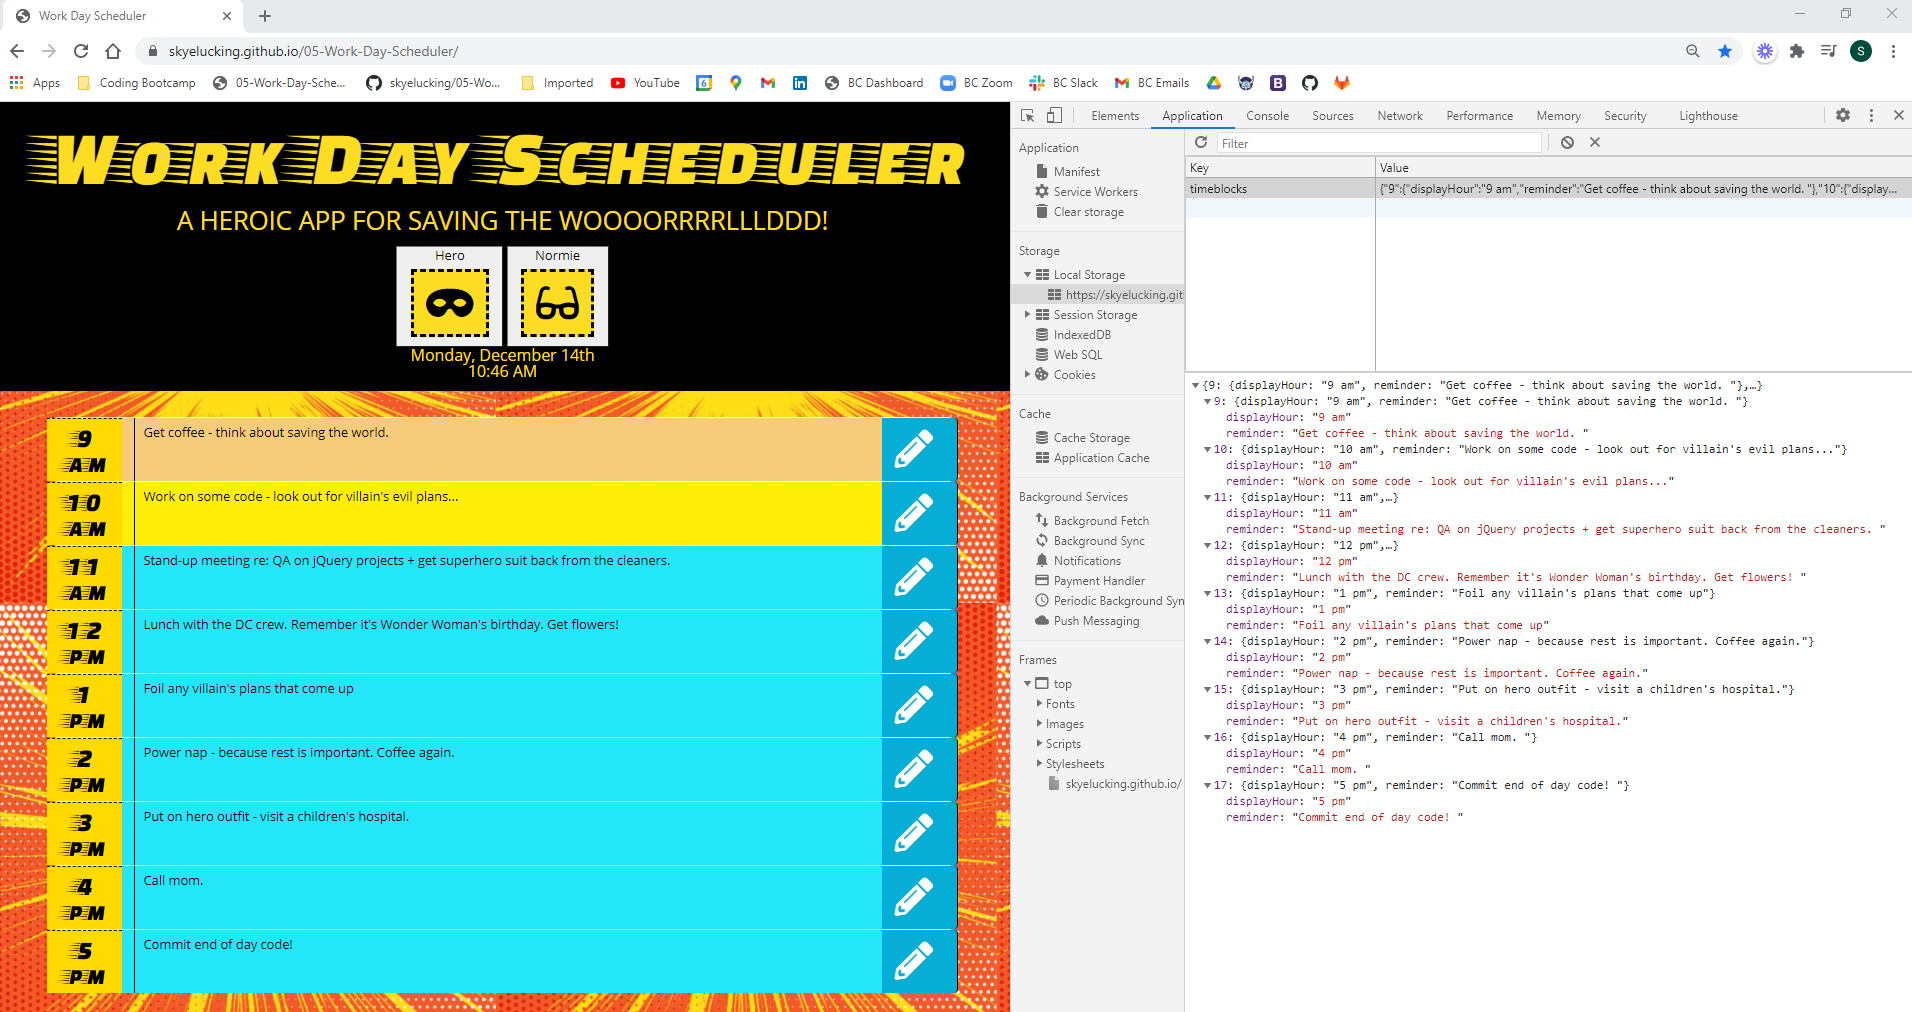 Work Day Scheduler
skyelucking.github.io/05-Work-Day-Scheduler/
S
Apps
Coding Bootcamp
05-Work-Day-Sche...
skyelucking/05-Wo...
Imported
YouTube
6
BC Dashboard
BC Zoom
BC Slack
BC Emails
B
WORK DAY SCHEDULER
A HEROIC APP FOR SAVING THE WOOOORRRRLLLDDD!
Hero
Normie
Monday, December 14th
10:46 AM
9 AM
Get coffee - think about saving the world.
10 AM
Work on some code - look out for villain's evil plans...
11 AM
Stand-up meeting re: QA on jQuery projects + get superhero suit back from the cleaners.
12 PM
Lunch with the DC crew. Remember it's Wonder Woman's birthday. Get flowers!
1 PM
Foil any villain's plans that come up
2 PM
Power nap - because rest is important. Coffee again.
3 PM
Put on hero outfit - visit a children's hospital.
4 PM
Call mom.
5 PM
Commit end of day code!
Elements
Application
Console
Sources
Network
Performance
Memory
Security
Lighthouse
Application
Manifest
Service Workers
Clear storage
Storage
Local Storage
https://skyelucking.git
Session Storage
IndexedDB
Web SQL
Cookies
Cache
Cache Storage
Application Cache
Background Services
Background Fetch
Background Sync
Notifications
Payment Handler
Periodic Background Syn
Push Messaging
Frames
top
Fonts
Images
Scripts
Stylesheets
skyelucking.github.io/
Filter
Key
Value
timeblocks
{"9":{"displayHour":"9 am","reminder":"Get coffee - think about saving the world. "},"10":{"display...
{9: {displayHour: "9 am", reminder: "Get coffee - think about saving the world. "},…}
9: {displayHour: "9 am", reminder: "Get coffee - think about saving the world. "}
displayHour: "9 am"
reminder: "Get coffee - think about saving the world. "
10: {displayHour: "10 am", reminder: "Work on some code - look out for villain's evil plans..."}
displayHour: "10 am"
reminder: "Work on some code - look out for villain's evil plans..."
11: {displayHour: "11 am",…}
displayHour: "11 am"
reminder: "Stand-up meeting re: QA on jQuery projects + get superhero suit back from the cleaners. "
12: {displayHour: "12 pm",…}
displayHour: "12 pm"
reminder: "Lunch with the DC crew. Remember it's Wonder Woman's birthday. Get flowers! "
13: {displayHour: "1 pm", reminder: "Foil any villain's plans that come up"}
displayHour: "1 pm"
reminder: "Foil any villain's plans that come up"
14: {displayHour: "2 pm", reminder: "Power nap - because rest is important. Coffee again."}
displayHour: "2 pm"
reminder: "Power nap - because rest is important. Coffee again."
15: {displayHour: "3 pm", reminder: "Put on hero outfit - visit a children's hospital."}
displayHour: "3 pm"
reminder: "Put on hero outfit - visit a children's hospital."
16: {displayHour: "4 pm", reminder: "Call mom. "}
displayHour: "4 pm"
reminder: "Call mom. "
17: {displayHour: "5 pm", reminder: "Commit end of day code! "}
displayHour: "5 pm"
reminder: "Commit end of day code! "